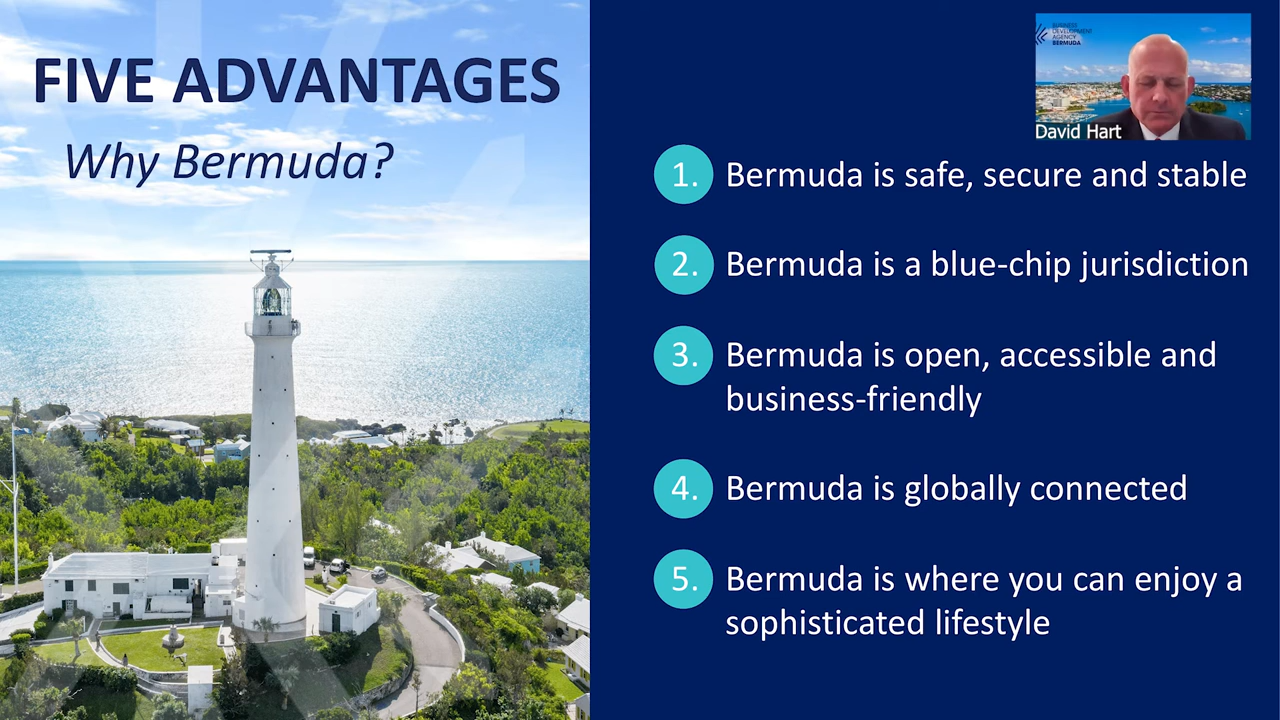 FIVE ADVANTAGES
Why Bermuda?
BUSINESS
DEVELOPMENT
AGENCY
BERMUDA
David Hart
1. Bermuda is safe, secure and stable
2. Bermuda is a blue-chip jurisdiction
3. Bermuda is open, accessible and
business-friendly
4. Bermuda is globally connected
5. Bermuda is where you can enjoy a
sophisticated lifestyle